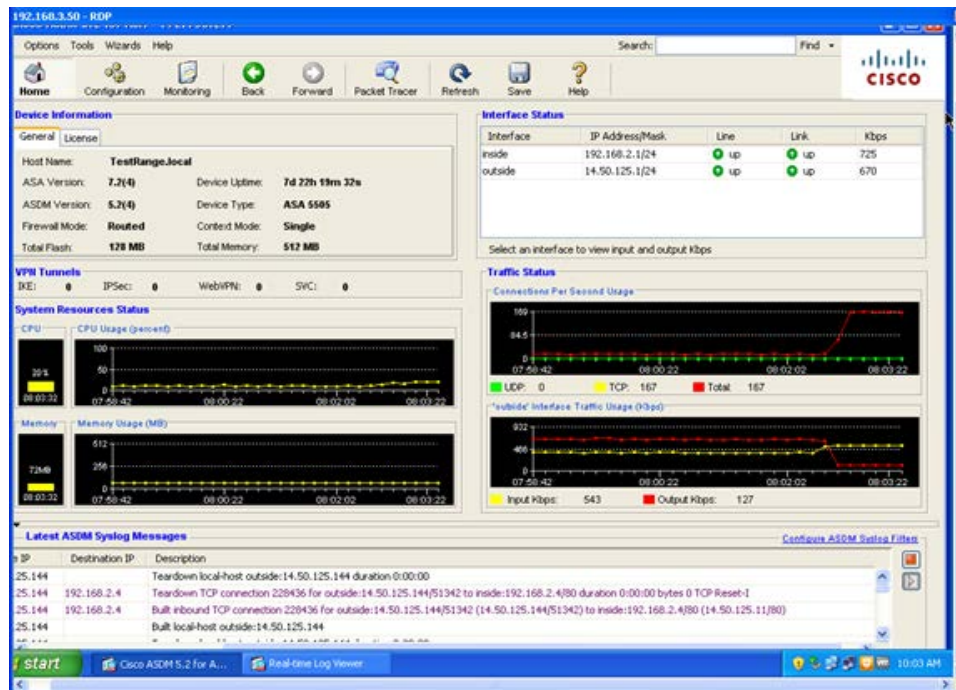 192.168.3.50 - RDP
Options Tools Wizards Help Search: Find
Home Configuration Monitoring Back Forward Packet Tracer Refresh Save Help
CISCO
Device Information
General License
Host Name: TestRange.local
ASA Version: 7.2(4) Device Uptime: 7d 22h 19m 32s
ASDM Version: 5.2(4) Device Type: ASA 5505
Firewall Mode: Routed Context Mode: Single
Total Flash: 128 MB Total Memory: 512 MB
Interface Status
Interface IP Address/Mask Line Link Kbps
inside 192.168.2.1/24 up up 725
outside 14.50.125.1/24 up up 670
Select an interface to view input and output Kbps
VPN Tunnels
IKE: 0 IPSec: 0 WebVPN: 0 SVC: 0
System Resources Status
CPU
20%
08:03:32
CPU Usage (percent)
100
50
0
07:58:42 08:00:22 08:02:02 08:03:22
Memory
72MB
08:03:32
Memory Usage (MB)
512
256
0
07:58:42 08:00:22 08:02:02 08:03:22
Traffic Status
Connections Per Second Usage
169
84.5
0
07:58:42 08:00:22 08:02:02 08:03:22
UDP: 0 TCP: 167 Total: 167
'outside' Interface Traffic Usage (Kbps)
932
466
0
07:58:42 08:00:22 08:02:02 08:03:22
Input Kbps: 543 Output Kbps: 127
Latest ASDM Syslog Messages
Configure ASDM Syslog Filters
IP Destination IP Description
25.144 Teardown local-host outside:14.50.125.144 duration 0:00:00
25.144 192.168.2.4 Teardown TCP connection 228436 for outside:14.50.125.144/51342 to inside:192.168.2.4/80 duration 0:00:00 bytes 0 TCP Reset-I
25.144 192.168.2.4 Built inbound TCP connection 228436 for outside:14.50.125.144/51342 (14.50.125.144/51342) to inside:192.168.2.4/80 (14.50.125.11/80)
25.144 Built local-host outside:14.50.125.144
start Cisco ASDM 5.2 for A... Real-time Log Viewer 10:03 AM